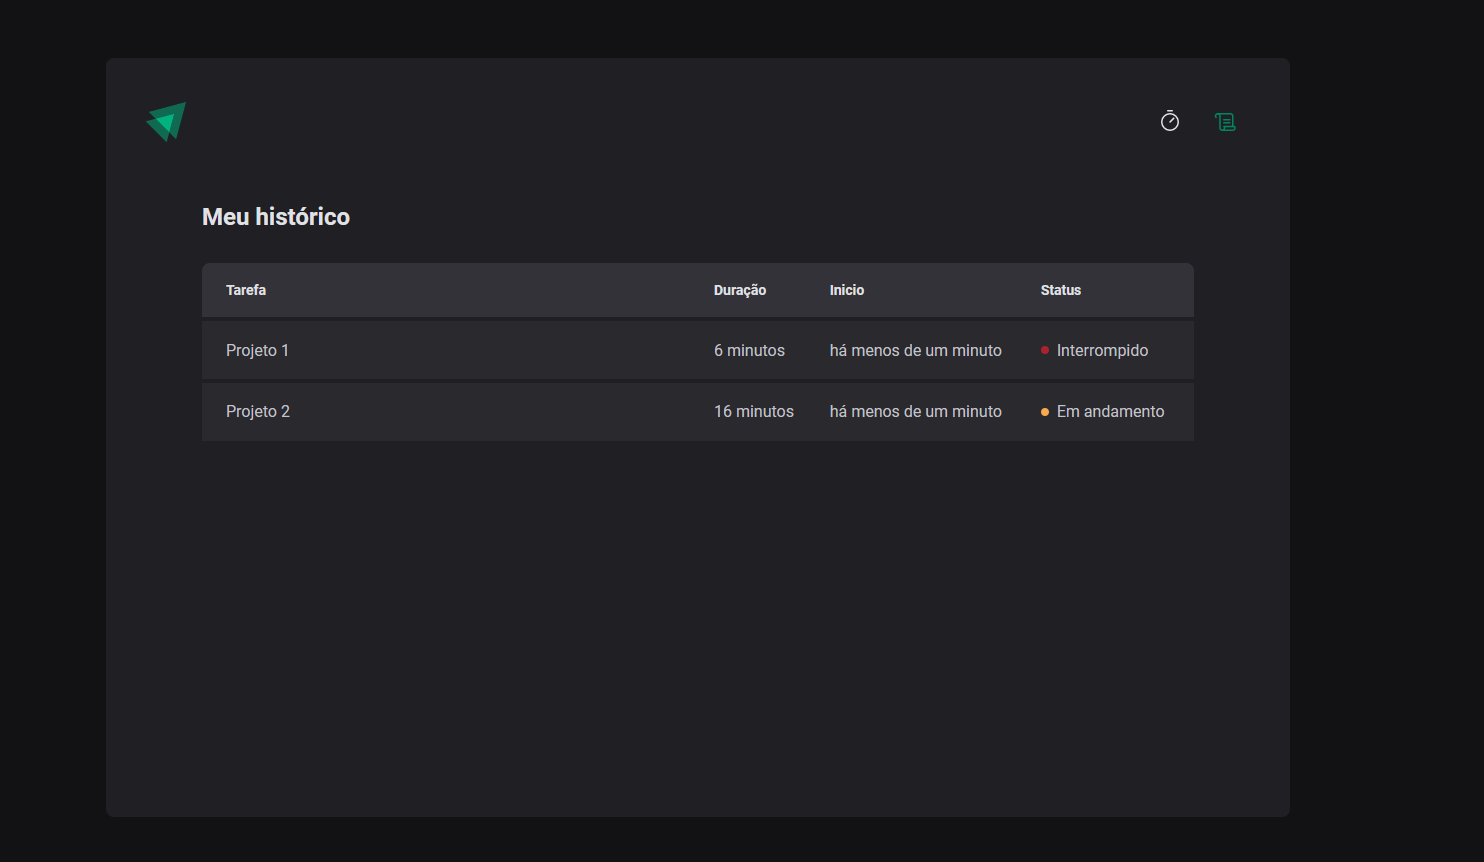 Meu histórico
Tarefa Duração Inicio Status
Projeto 1 6 minutos há menos de um minuto Interrompido
Projeto 2 16 minutos há menos de um minuto Em andamento